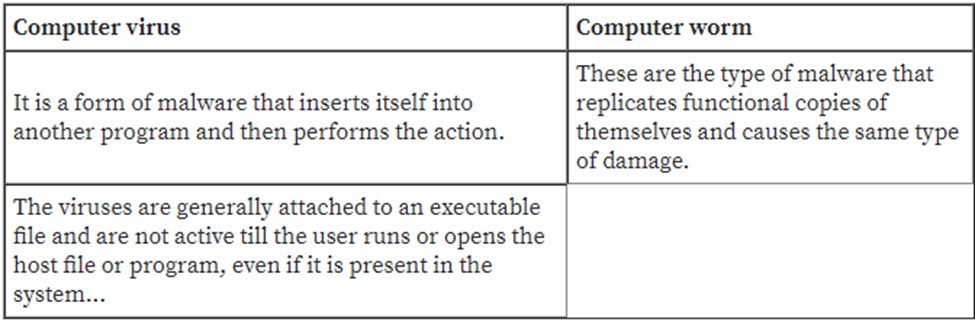 Computer virus
Computer worm
It is a form of malware that inserts itself into
another program and then performs the action.
These are the type of malware that
replicates functional copies of
themselves and causes the same type
of damage.
The viruses are generally attached to an executable
file and are not active till the user runs or opens the
host file or program, even if it is present in the
system...